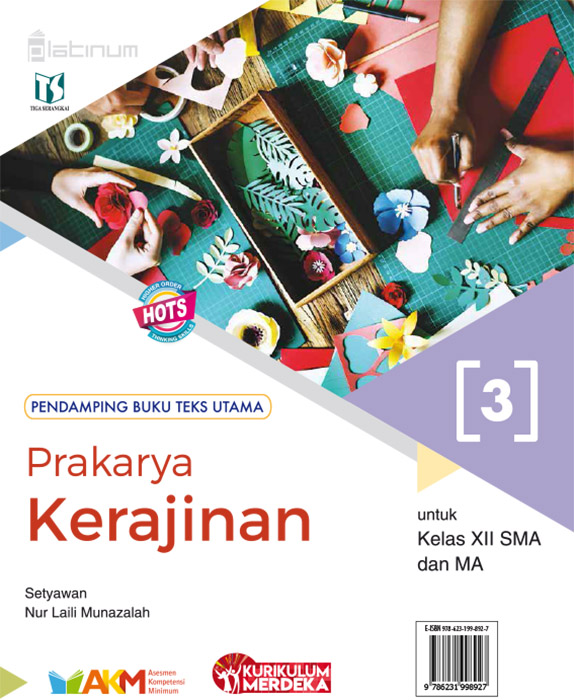 platinum
TS
TIGA SERANGKAI
HIGHER ORDER
HOTS
THINKING SKILLS
PENDAMPING BUKU TEKS UTAMA
[3]
Prakarya
Kerajinan
untuk
Kelas XII SMA
dan MA
Setyawan
Nur Laili Munazalah
AKM
Asesmen
Kompetensi
Minimum
KURIKULUM
MERDEKA
E-ISBN 978-623-199-892-7
9 786231 998927